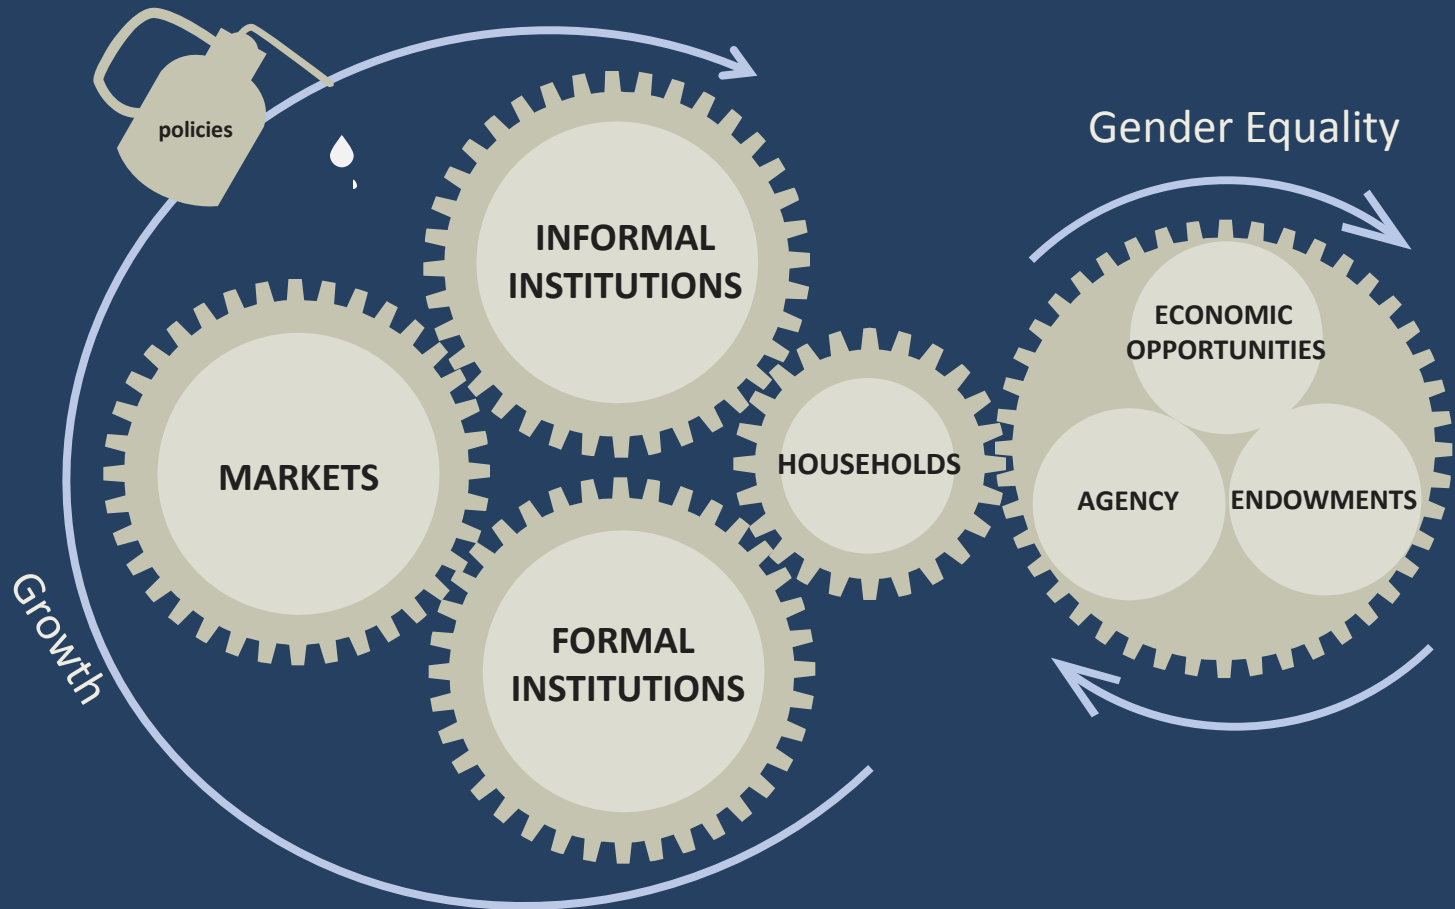 policies
Gender Equality
INFORMAL
INSTITUTIONS
ECONOMIC
OPPORTUNITIES
MARKETS
HOUSEHOLDS
AGENCY
ENDOWMENTS
Growth
FORMAL
INSTITUTIONS